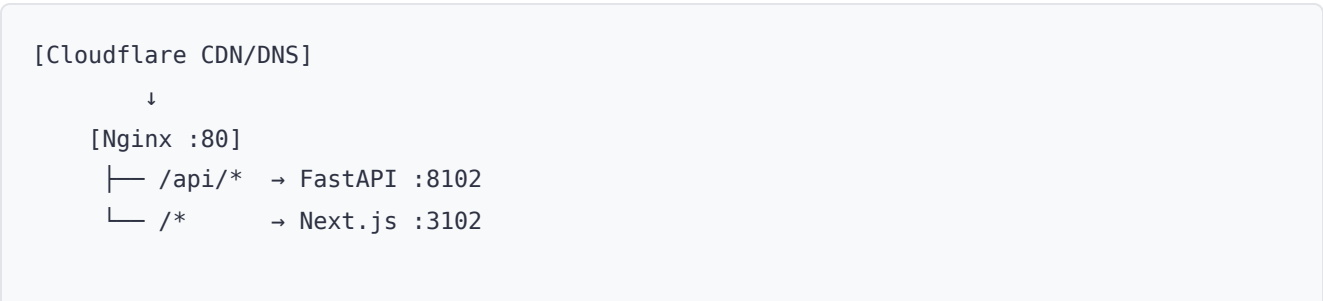 [Cloudflare CDN/DNS]
         ↓
    [Nginx :80]
     ├── /api/*  → FastAPI :8102
     └── /*      → Next.js :3102